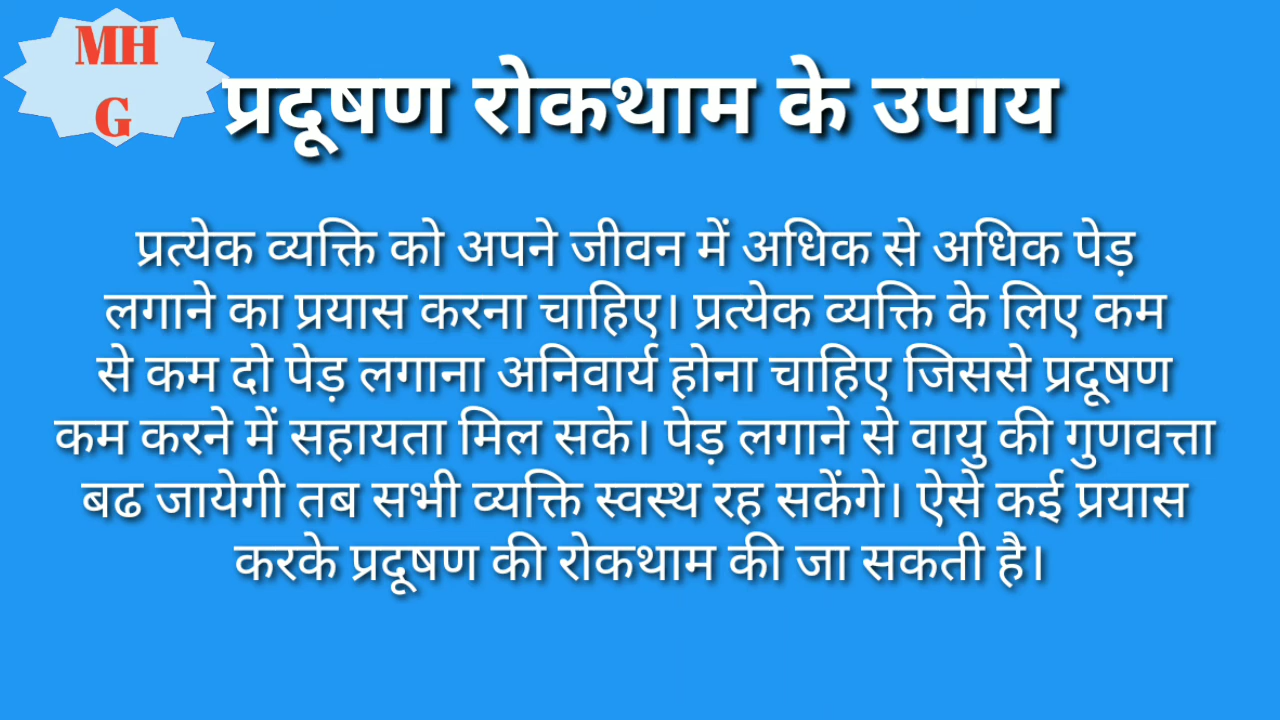 MH
G
प्रदूषण रोकथाम के उपाय
प्रत्येक व्यक्ति को अपने जीवन में अधिक से अधिक पेड़
लगाने का प्रयास करना चाहिए। प्रत्येक व्यक्ति के लिए कम
से कम दो पेड़ लगाना अनिवार्य होना चाहिए जिससे प्रदूषण
कम करने में सहायता मिल सके। पेड़ लगाने से वायु की गुणवत्ता
बढ जायेगी तब सभी व्यक्ति स्वस्थ रह सकेंगे। ऐसे कई प्रयास
करके प्रदूषण की रोकथाम की जा सकती है।